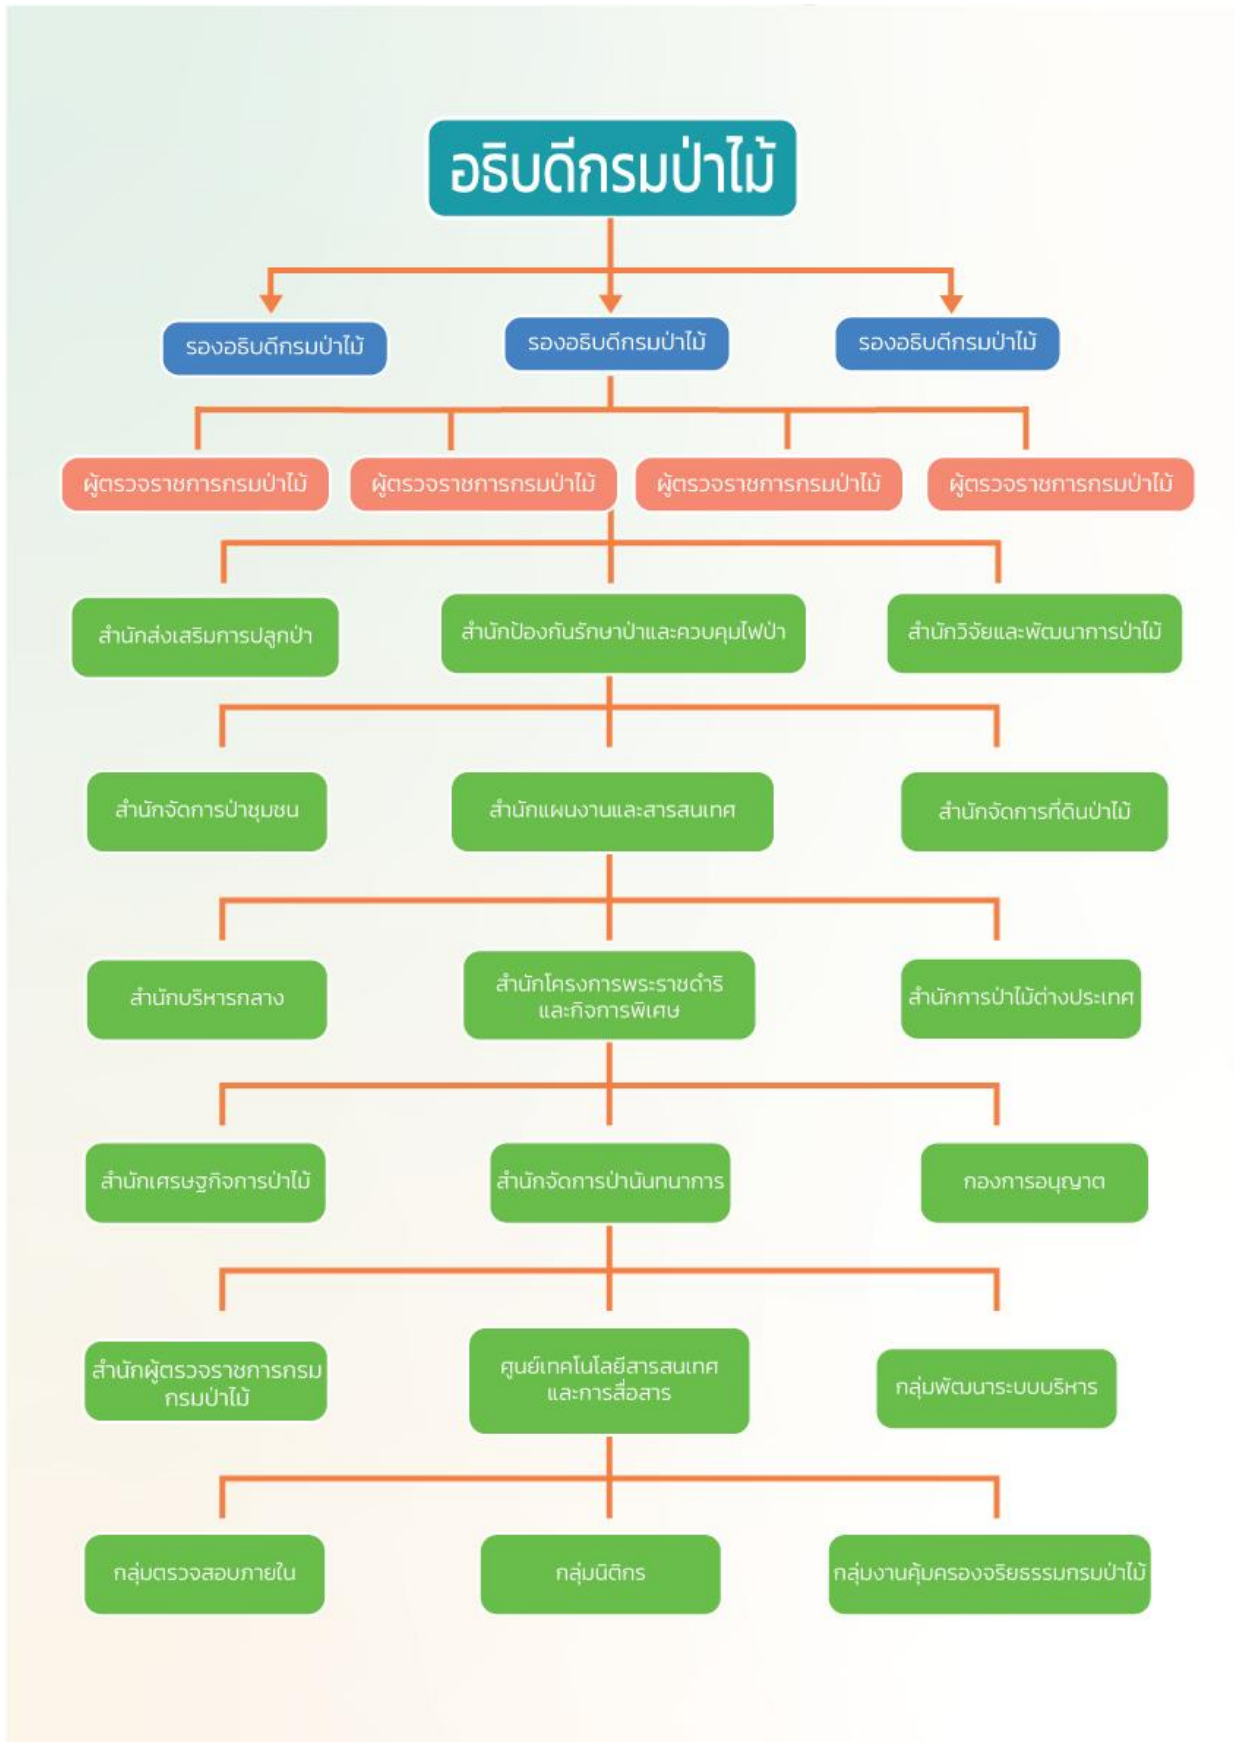 อธิบดีกรมป่าไม้
รองอธิบดีกรมป่าไม้
รองอธิบดีกรมป่าไม้
รองอธิบดีกรมป่าไม้
ผู้ตรวจราชการกรมป่าไม้
ผู้ตรวจราชการกรมป่าไม้
ผู้ตรวจราชการกรมป่าไม้
ผู้ตรวจราชการกรมป่าไม้
สำนักส่งเสริมการปลูกป่า
สำนักป้องกันรักษาป่าและควบคุมไฟป่า
สำนักวิจัยและพัฒนาการป่าไม้
สำนักจัดการป่าชุมชน
สำนักแผนงานและสารสนเทศ
สำนักจัดการที่ดินป่าไม้
สำนักบริหารกลาง
สำนักโครงการพระราชดำริ
และกิจการพิเศษ
สำนักการป่าไม้ต่างประเทศ
สำนักเศรษฐกิจการป่าไม้
สำนักจัดการป่านันทนาการ
กองการอนุญาต
สำนักผู้ตรวจราชการกรม
กรมป่าไม้
ศูนย์เทคโนโลยีสารสนเทศ
และการสื่อสาร
กลุ่มพัฒนาระบบบริหาร
กลุ่มตรวจสอบภายใน
กลุ่มนิติกร
กลุ่มงานคุ้มครองจริยธรรมกรมป่าไม้